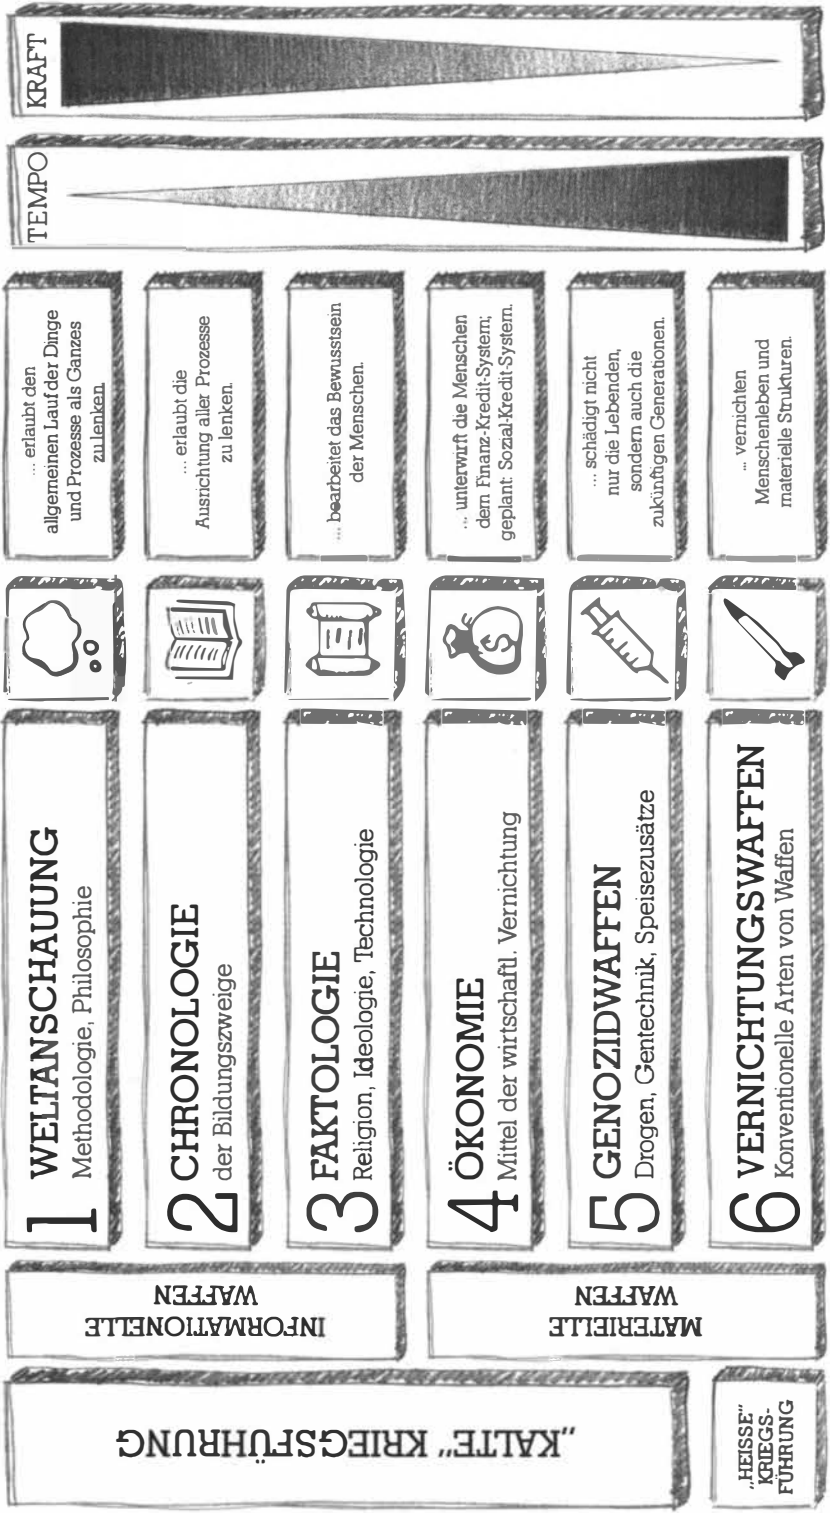 „KALTE" KRIEGSFÜHRUNG
„HEISSE"
KRIEGS-
FÜHRUNG
INFORMATIONELLE
WAFFEN
MATERIELLE
WAFFEN
1 WELTANSCHAUUNG
Methodologie, Philosophie
... erlaubt den
allgemeinen Lauf der Dinge
und Prozesse als Ganzes
zu lenken.
2 CHRONOLOGIE
der Bildungszweige
... erlaubt die
Ausrichtung aller Prozesse
zu lenken.
3 FAKTOLOGIE
Religion, Ideologie, Technologie
... bearbeitet das Bewusstsein
der Menschen.
4 ÖKONOMIE
Mittel der wirtschaftl. Vernichtung
... unterwirft die Menschen
dem Finanz-Kredit-System;
geplant: Sozial-Kredit-System.
$
5 GENOZIDWAFFEN
Drogen, Gentechnik, Speisezusätze
... schädigt nicht
nur die Lebenden,
sondern auch die
zukünftigen Generationen.
6 VERNICHTUNGSWAFFEN
Konventionelle Arten von Waffen
... vernichten
Menschenleben und
materielle Strukturen.
TEMPO
KRAFT